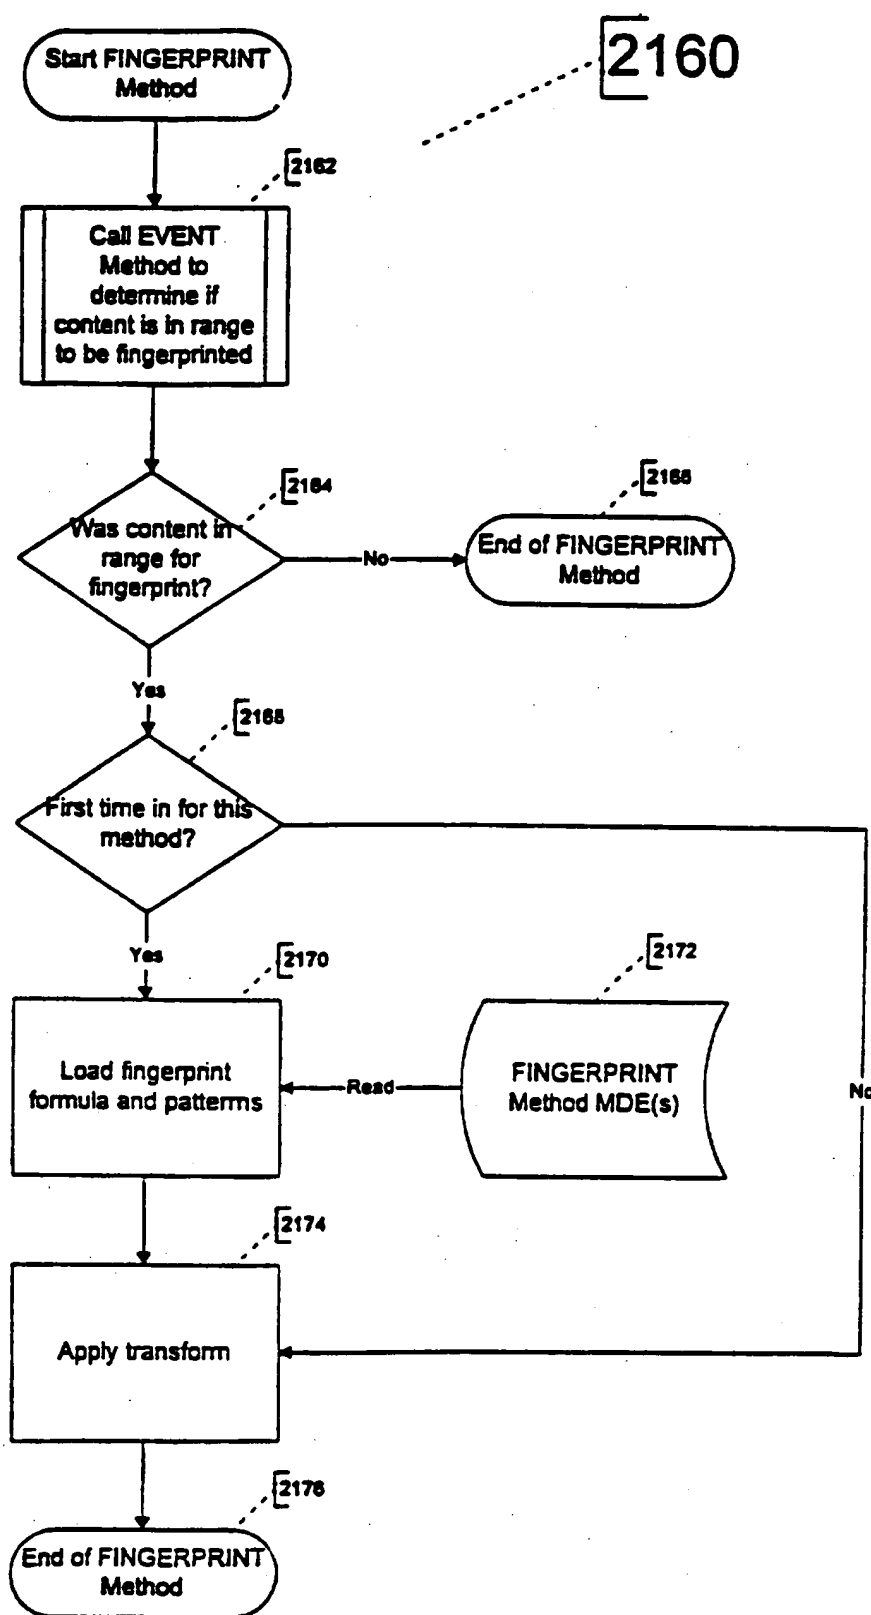 2160
Start FINGERPRINT
Method
2162
Call EVENT
Method to
determine if
content is in range
to be fingerprinted
2164
Was content in
range for
fingerprint?
No
2166
End of FINGERPRINT
Method
Yes
2168
First time in for this
method?
No
Yes
2170
Load fingerprint
formula and patterms
Read
2172
FINGERPRINT
Method MDE(s)
2174
Apply transform
2176
End of FINGERPRINT
Method